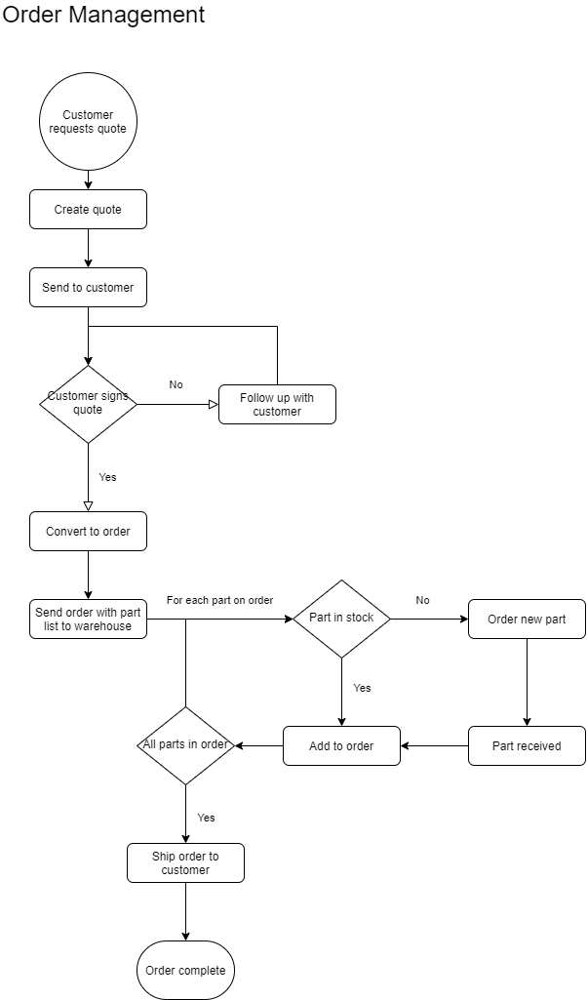 Order Management
Customer
requests quote
Create quote
Send to customer
Customer signs
quote
No
Follow up with
customer
Yes
Convert to order
Send order with part
list to warehouse
For each part on order
Part in stock
No
Order new part
Yes
All parts in order
Add to order
Part received
Yes
Ship order to
customer
Order complete